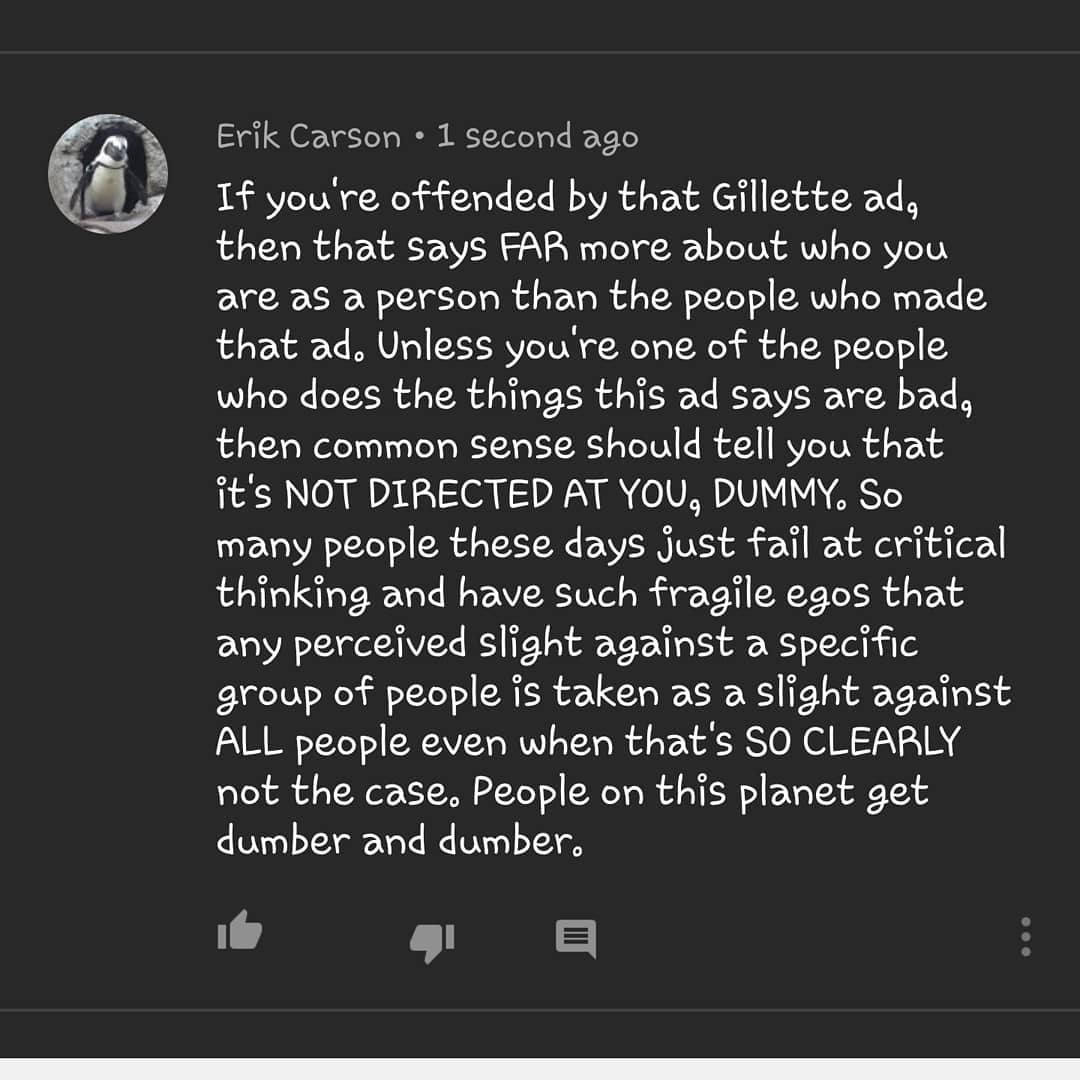 Erik Carson • 1 second ago
If you're offended by that Gillette ad,
then that says FAR more about who you
are as a person than the people who made
that ad. Unless you're one of the people
who does the things this ad says are bad,
then common sense should tell you that
it's NOT DIRECTED AT YOU, DUMMY. So
many people these days just fail at critical
thinking and have such fragile egos that
any perceived slight against a specific
group of people is taken as a slight against
ALL people even when that's SO CLEARLY
not the case. People on this planet get
dumber and dumber.